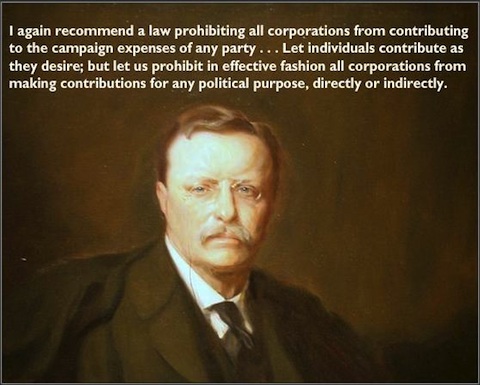 I again recommend a law prohibiting all corporations from contributing
to the campaign expenses of any party . . . Let individuals contribute as
they desire; but let us prohibit in effective fashion all corporations from
making contributions for any political purpose, directly or indirectly.